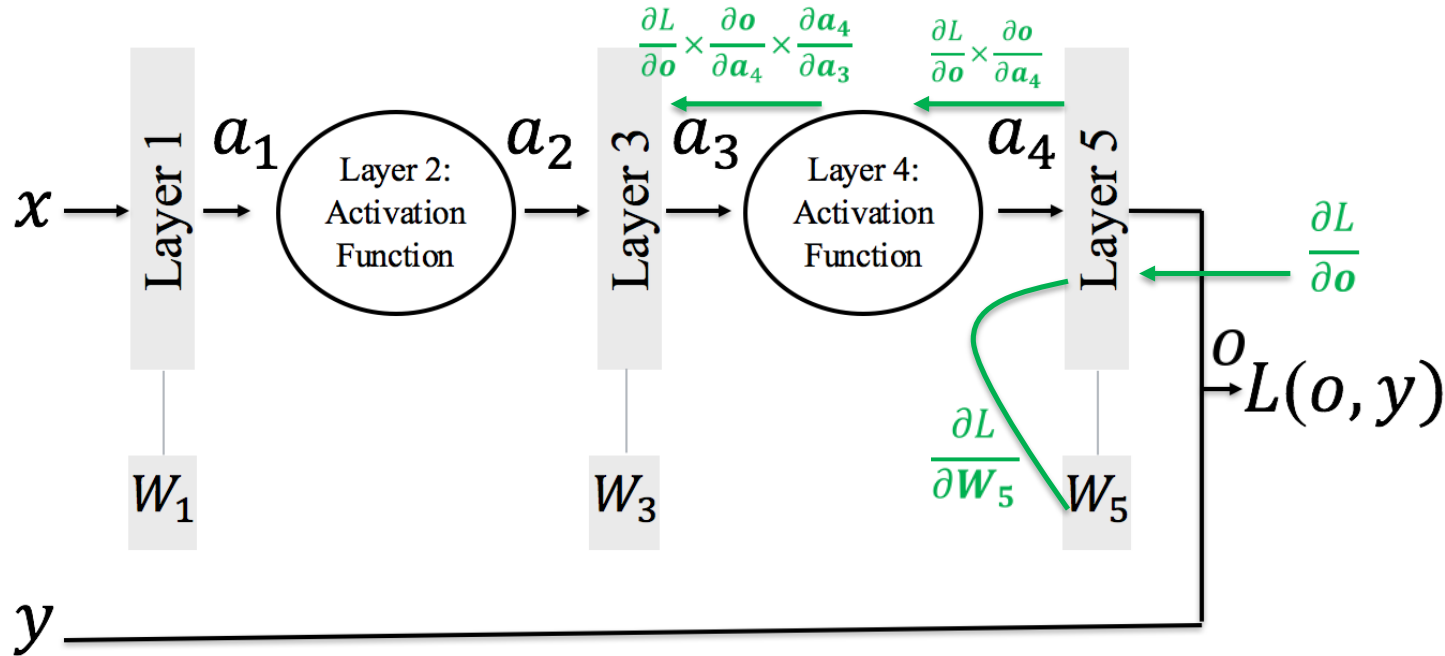 ∂L/∂o × ∂o/∂a₄ × ∂a₄/∂a₃
∂L/∂o × ∂o/∂a₄
x
Layer 1
a₁
Layer 2:
Activation
Function
a₂
Layer 3
a₃
Layer 4:
Activation
Function
a₄
Layer 5
∂L/∂o
o
L(o, y)
∂L/∂W₅
W₁
W₃
W₅
y